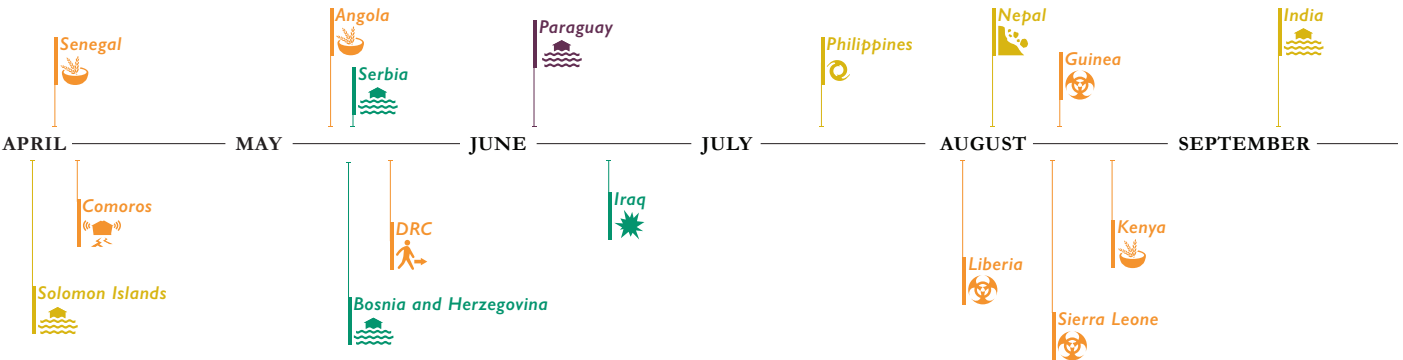 Angola
Nepal
India
Paraguay
Senegal
Philippines
Guinea
Serbia
APRIL
MAY
JUNE
JULY
AUGUST
SEPTEMBER
Comoros
Iraq
DRC
Kenya
Liberia
Solomon Islands
Bosnia and Herzegovina
Sierra Leone